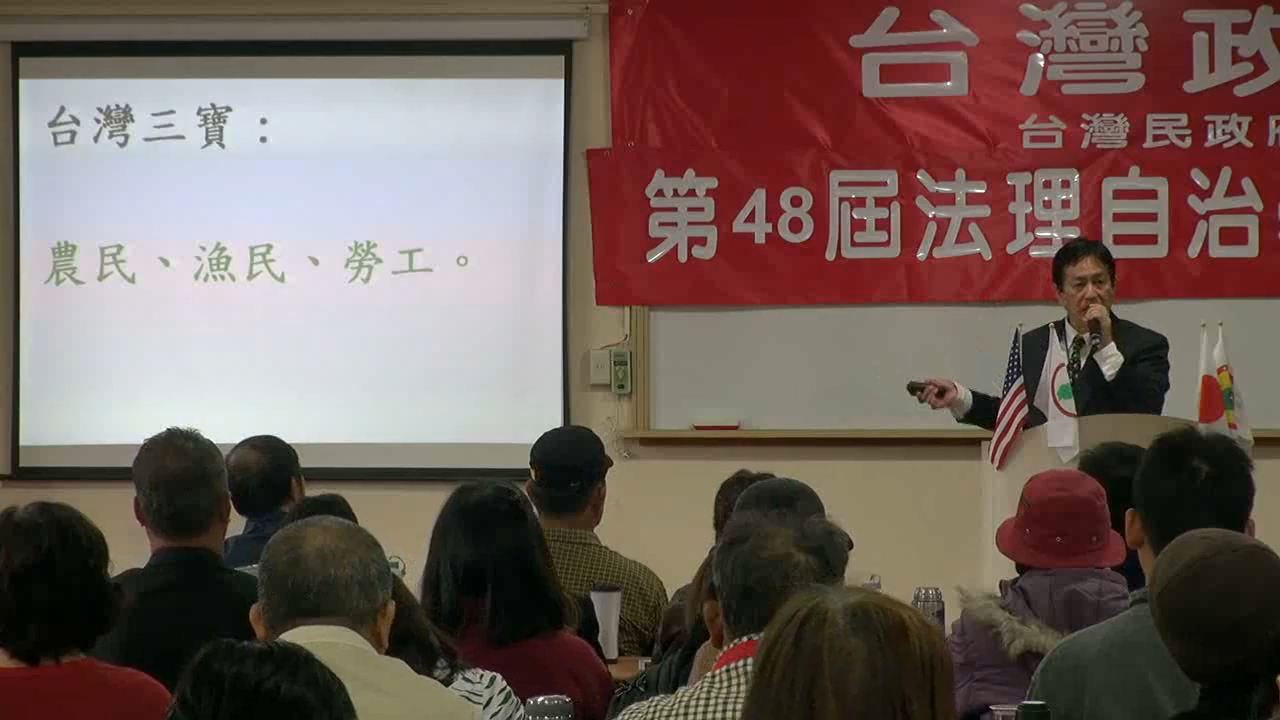 台灣三寶：
農民、漁民、勞工。
台灣政
台灣民政府
第48屆法理自治